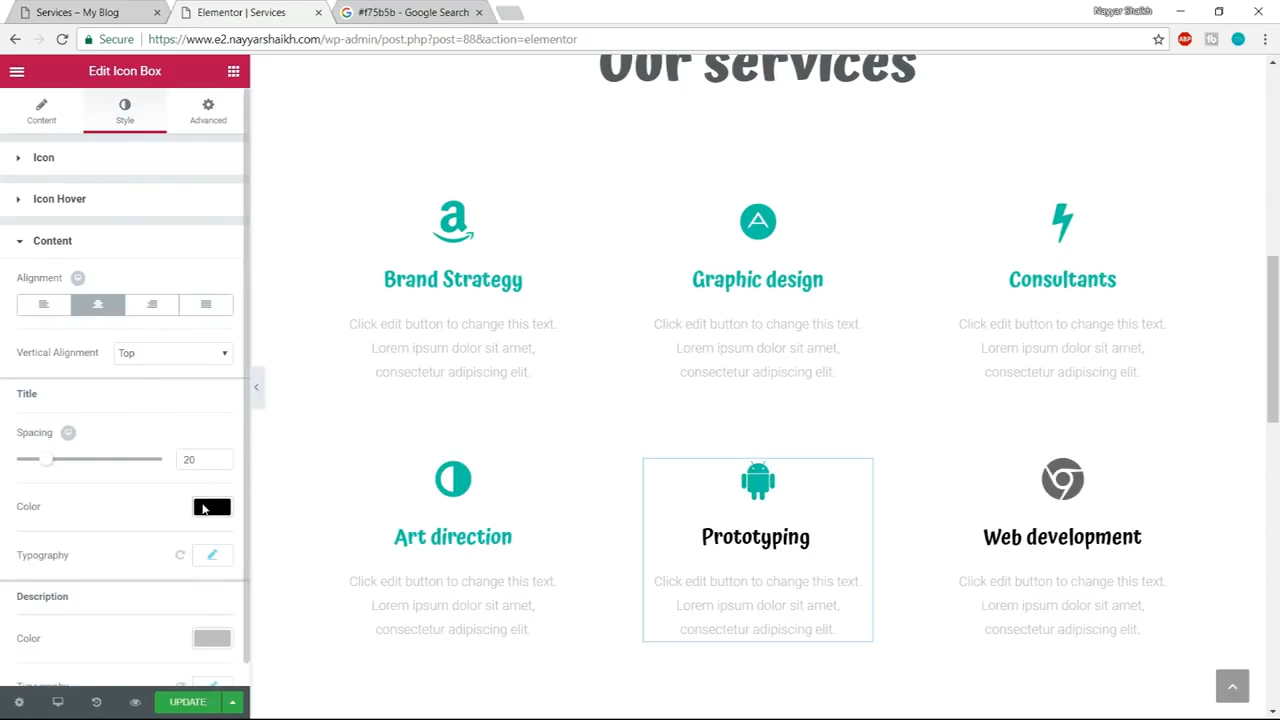 Services – My Blog
Elementor | Services
#f75b5b - Google Search
Nayyar Shaikh
Secure
https://www.e2.nayyarshaikh.com/wp-admin/post.php?post=88&action=elementor
ABP
fb
Edit Icon Box
Content
Style
Advanced
Icon
Icon Hover
Content
Alignment
Vertical Alignment
Top
Title
Spacing
20
Color
Typography
Description
Color
Typography
UPDATE
Our services
Brand Strategy
Click edit button to change this text.
Lorem ipsum dolor sit amet,
consectetur adipiscing elit.
Graphic design
Click edit button to change this text.
Lorem ipsum dolor sit amet,
consectetur adipiscing elit.
Consultants
Click edit button to change this text.
Lorem ipsum dolor sit amet,
consectetur adipiscing elit.
Art direction
Click edit button to change this text.
Lorem ipsum dolor sit amet,
consectetur adipiscing elit.
Prototyping
Click edit button to change this text.
Lorem ipsum dolor sit amet,
consectetur adipiscing elit.
Web development
Click edit button to change this text.
Lorem ipsum dolor sit amet,
consectetur adipiscing elit.